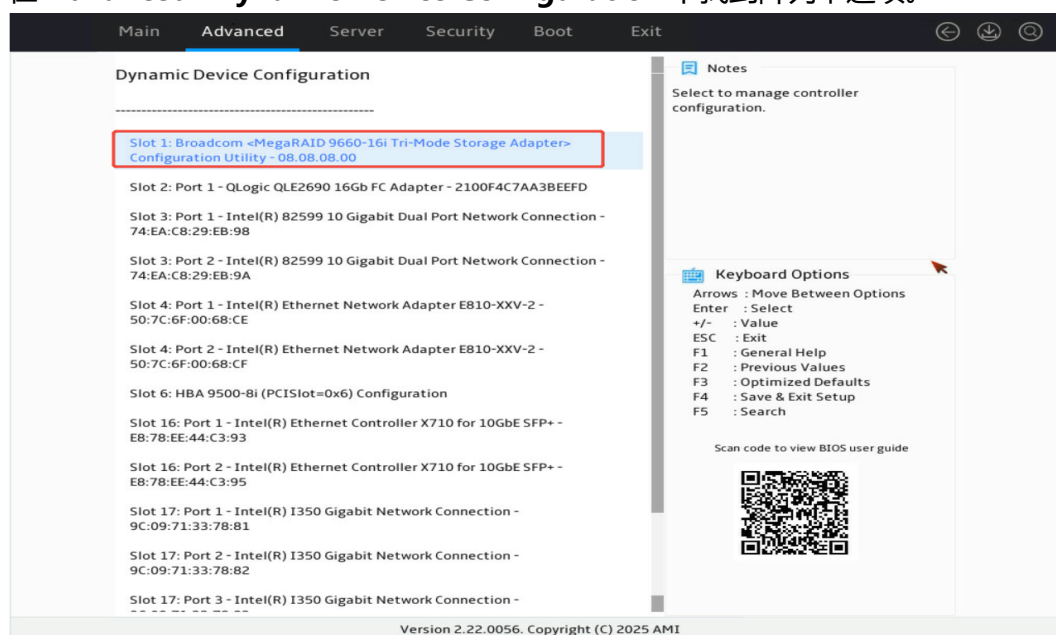 Main Advanced Server Security Boot Exit
Dynamic Device Configuration
--------------------------------------------------
Slot 1: Broadcom <MegaRAID 9660-16i Tri-Mode Storage Adapter>
Configuration Utility - 08.08.08.00
Slot 2: Port 1 - QLogic QLE2690 16Gb FC Adapter - 2100F4C7AA3BEEFD
Slot 3: Port 1 - Intel(R) 82599 10 Gigabit Dual Port Network Connection -
74:EA:C8:29:EB:98
Slot 3: Port 2 - Intel(R) 82599 10 Gigabit Dual Port Network Connection -
74:EA:C8:29:EB:9A
Slot 4: Port 1 - Intel(R) Ethernet Network Adapter E810-XXV-2 -
50:7C:6F:00:68:CE
Slot 4: Port 2 - Intel(R) Ethernet Network Adapter E810-XXV-2 -
50:7C:6F:00:68:CF
Slot 6: HBA 9500-8i (PCISlot=0x6) Configuration
Slot 16: Port 1 - Intel(R) Ethernet Controller X710 for 10GbE SFP+ -
E8:78:EE:44:C3:93
Slot 16: Port 2 - Intel(R) Ethernet Controller X710 for 10GbE SFP+ -
E8:78:EE:44:C3:95
Slot 17: Port 1 - Intel(R) I350 Gigabit Network Connection -
9C:09:71:33:78:81
Slot 17: Port 2 - Intel(R) I350 Gigabit Network Connection -
9C:09:71:33:78:82
Slot 17: Port 3 - Intel(R) I350 Gigabit Network Connection -
Notes
Select to manage controller
configuration.
Keyboard Options
Arrows : Move Between Options
Enter : Select
+/- : Value
ESC : Exit
F1 : General Help
F2 : Previous Values
F3 : Optimized Defaults
F4 : Save & Exit Setup
F5 : Search
Scan code to view BIOS user guide
Version 2.22.0056. Copyright (C) 2025 AMI